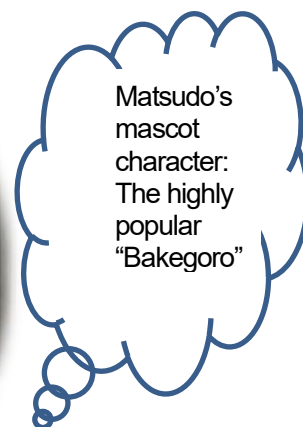 Matsudo’s
mascot
character:
The highly
popular
“Bakegoro”